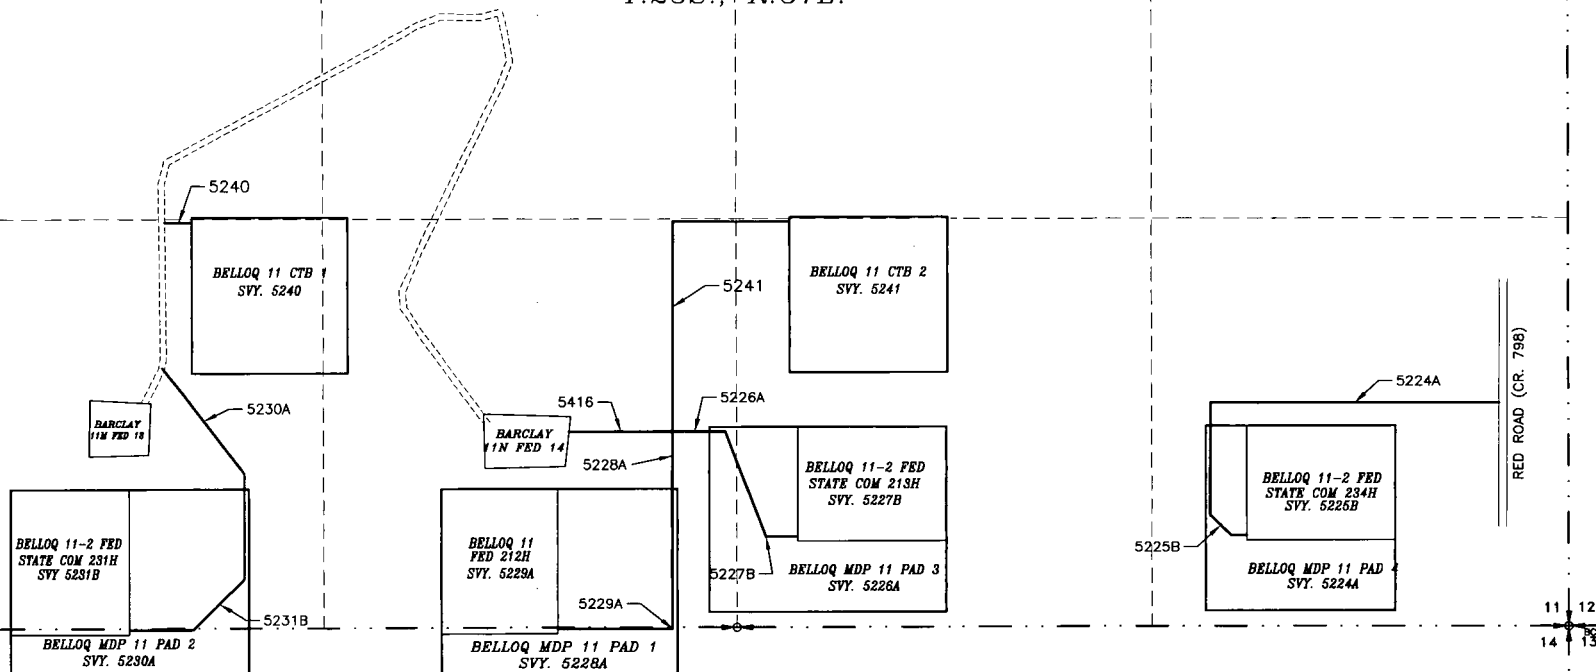 5240
BELLOQ 11 CTB 1
SVY. 5240
5241
BELLOQ 11 CTB 2
SVY. 5241
RED ROAD (CR. 798)
5224A
5230A
5416
5226A
BARCLAY
11M FED 13
BARCLAY
11N FED 14
5228A
BELLOQ 11-2 FED
STATE COM 213H
SVY. 5227B
BELLOQ 11-2 FED
STATE COM 234H
SVY. 5225B
BELLOQ 11-2 FED
STATE COM 231H
SVY 5231B
BELLOQ 11
FED 212H
SVY. 5229A
5225B
5227B
BELLOQ MDP 11 PAD 3
SVY. 5226A
BELLOQ MDP 11 PAD 4
SVY. 5224A
5229A
5231B
11 12
14 13
BELLOQ MDP 11 PAD 2
SVY. 5230A
BELLOQ MDP 11 PAD 1
SVY. 5228A